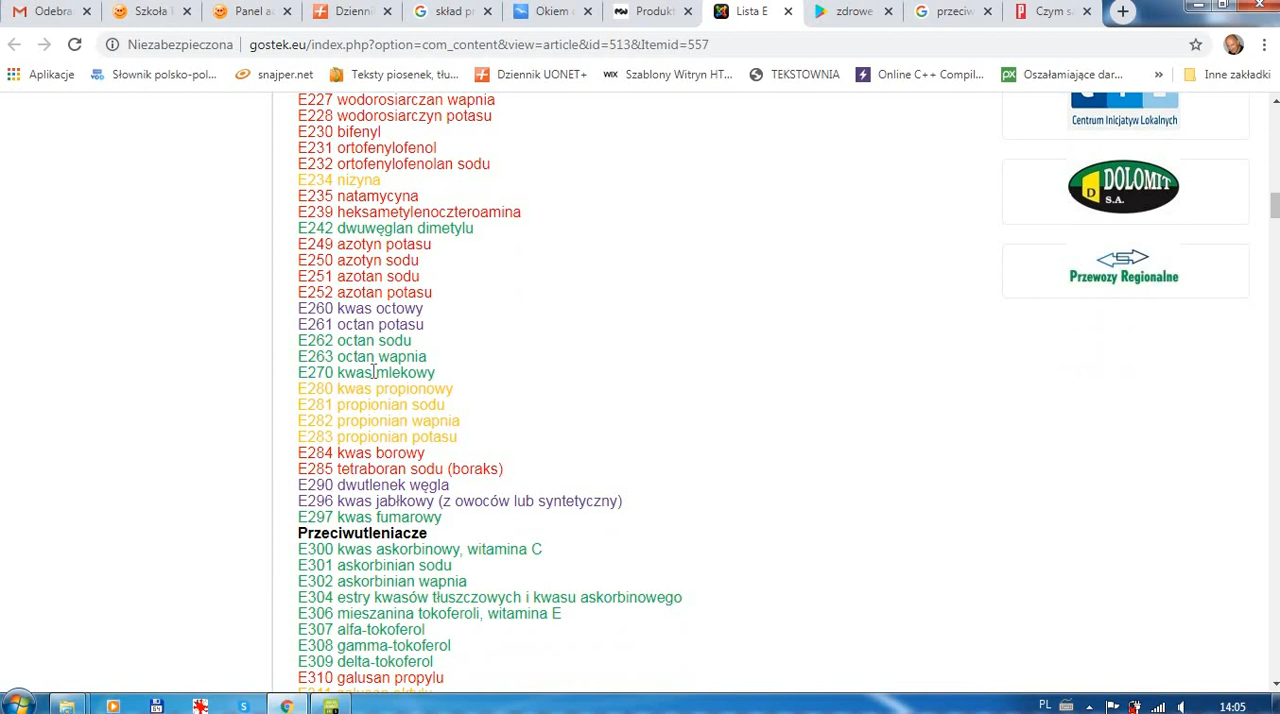 Odebra
Szkoła
Panel ac
Dzienni
skład pr
Okiem c
Produkt
Lista E
zdrowe
przeciw
Czym sa
Niezabezpieczona
gostek.eu/index.php?option=com_content&view=article&id=513&Itemid=557
Aplikacje
Słownik polsko-pol...
snajper.net
Teksty piosenek, tłu...
Dziennik UONET+
WIX Szablony Witryn HT...
TEKSTOWNIA
Online C++ Compil...
px Oszałamiające dar...
»
Inne zakładki
E227 wodorosiarczan wapnia
E228 wodorosiarczyn potasu
E230 bifenyl
E231 ortofenylofenol
E232 ortofenylofenolan sodu
E234 nizyna
E235 natamycyna
E239 heksametylenoczteroamina
E242 dwuwęglan dimetylu
E249 azotyn potasu
E250 azotyn sodu
E251 azotan sodu
E252 azotan potasu
E260 kwas octowy
E261 octan potasu
E262 octan sodu
E263 octan wapnia
E270 kwas mlekowy
E280 kwas propionowy
E281 propionian sodu
E282 propionian wapnia
E283 propionian potasu
E284 kwas borowy
E285 tetraboran sodu (boraks)
E290 dwutlenek węgla
E296 kwas jabłkowy (z owoców lub syntetyczny)
E297 kwas fumarowy
Przeciwutleniacze
E300 kwas askorbinowy, witamina C
E301 askorbinian sodu
E302 askorbinian wapnia
E304 estry kwasów tłuszczowych i kwasu askorbinowego
E306 mieszanina tokoferoli, witamina E
E307 alfa-tokoferol
E308 gamma-tokoferol
E309 delta-tokoferol
E310 galusan propylu
E311 galusan oktylu
Centrum Inicjatyw Lokalnych
D DOLOMIT
S.A.
Przewozy Regionalne
PL
14:05